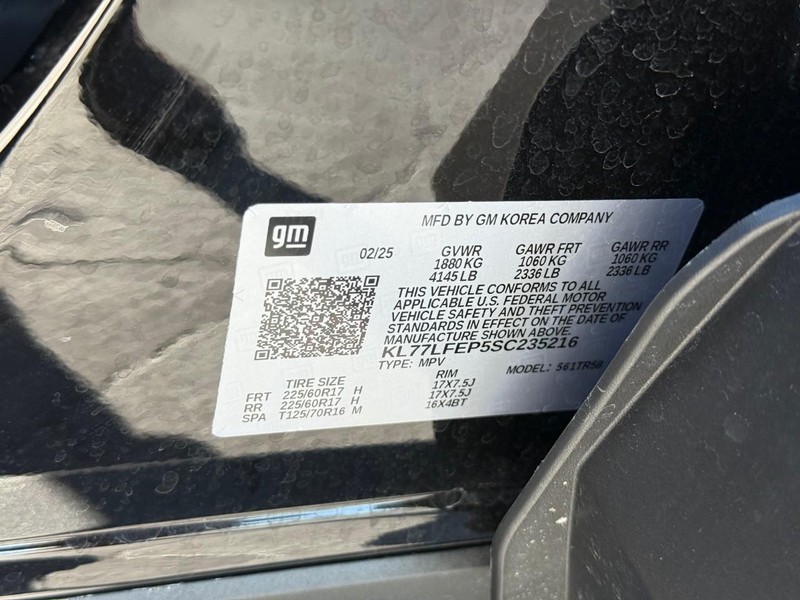 gm
MFD BY GM KOREA COMPANY
02/25 GVWR GAWR FRT GAWR RR
1880 KG 1060 KG 1060 KG
4145 LB 2336 LB 2336 LB
THIS VEHICLE CONFORMS TO ALL
APPLICABLE U.S. FEDERAL MOTOR
VEHICLE SAFETY AND THEFT PREVENTION
STANDARDS IN EFFECT ON THE DATE OF
MANUFACTURE SHOWN ABOVE.
KL77LFEP5SC235216
TYPE: MPV MODEL: 561TR58
TIRE SIZE RIM
FRT 225/60R17 H 17X7.5J
RR 225/60R17 H 17X7.5J
SPA T125/70R16 M 16X4BT